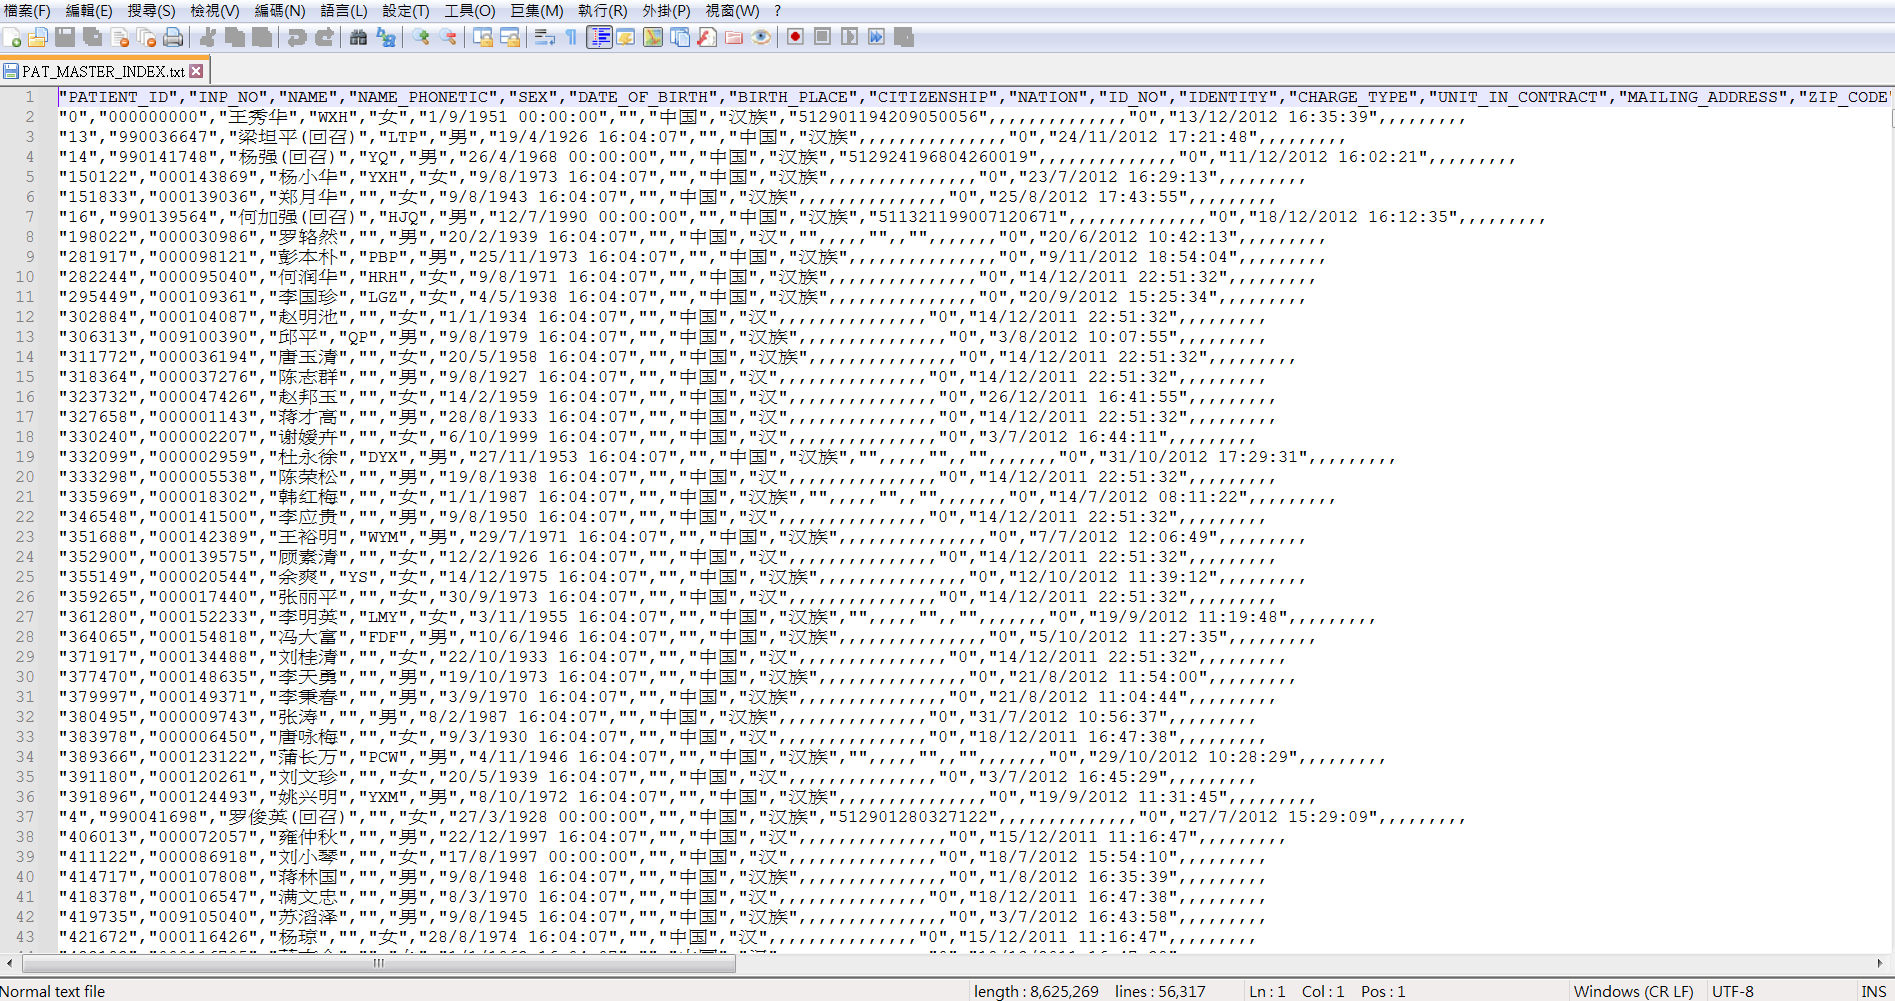 檔案(F) 編輯(E) 搜尋(S) 檢視(V) 編碼(N) 語言(L) 設定(T) 工具(O) 巨集(M) 執行(R) 外掛(P) 視窗(W) ?
PAT_MASTER_INDEX.txt
1 "PATIENT_ID","INP_NO","NAME","NAME_PHONETIC","SEX","DATE_OF_BIRTH","BIRTH_PLACE","CITIZENSHIP","NATION","ID_NO","IDENTITY","CHARGE_TYPE","UNIT_IN_CONTRACT","MAILING_ADDRESS","ZIP_CODE"
2 "0","000000000","王秀华","WXH","女","1/9/1951 00:00:00","","中国","汉族","512901194209050056",,,,,,,,,,,,,,"0","13/12/2012 16:35:39",,,,,,,,,
3 "13","990036647","梁坦平(回召)","LTP","男","19/4/1926 16:04:07","","中国","汉族",,,,,,,,,,,,,,,"0","24/11/2012 17:21:48",,,,,,,,,
4 "14","990141748","杨强(回召)","YQ","男","26/4/1968 00:00:00","","中国","汉族","512924196804260019",,,,,,,,,,,,,,"0","11/12/2012 16:02:21",,,,,,,,,
5 "150122","000143869","杨小华","YXH","女","9/8/1973 16:04:07","","中国","汉族",,,,,,,,,,,,,,,"0","23/7/2012 16:29:13",,,,,,,,,
6 "151833","000139036","郑月华","","女","9/8/1943 16:04:07","","中国","汉族",,,,,,,,,,,,,,,"0","25/8/2012 17:43:55",,,,,,,,,
7 "16","990139564","何加强(回召)","HJQ","男","12/7/1990 00:00:00","","中国","汉族","511321199007120671",,,,,,,,,,,,,,"0","18/12/2012 16:12:35",,,,,,,,,
8 "198022","000030986","罗辂然","","男","20/2/1939 16:04:07","","中国","汉","",,,,,"",,"",,,,,,,"0","20/6/2012 10:42:13",,,,,,,,,
9 "281917","000098121","彭本朴","PBP","男","25/11/1973 16:04:07","","中国","汉族",,,,,,,,,,,,,,,"0","9/11/2012 18:54:04",,,,,,,,,
10 "282244","000095040","何润华","HRH","女","9/8/1971 16:04:07","","中国","汉族",,,,,,,,,,,,,,,"0","14/12/2011 22:51:32",,,,,,,,,
11 "295449","000109361","李国珍","LGZ","女","4/5/1938 16:04:07","","中国","汉族",,,,,,,,,,,,,,,"0","20/9/2012 15:25:34",,,,,,,,,
12 "302884","000104087","赵明池","","女","1/1/1934 16:04:07","","中国","汉",,,,,,,,,,,,,,,"0","14/12/2011 22:51:32",,,,,,,,,
13 "306313","009100390","邱平","QP","男","9/8/1979 16:04:07","","中国","汉族",,,,,,,,,,,,,,,"0","3/8/2012 10:07:55",,,,,,,,,
14 "311772","000036194","唐玉清","","女","20/5/1958 16:04:07","","中国","汉族",,,,,,,,,,,,,,,"0","14/12/2011 22:51:32",,,,,,,,,
15 "318364","000037276","陈志群","","男","9/8/1927 16:04:07","","中国","汉",,,,,,,,,,,,,,,"0","14/12/2011 22:51:32",,,,,,,,,
16 "323732","000047426","赵邦玉","","女","14/2/1959 16:04:07","","中国","汉",,,,,,,,,,,,,,,"0","26/12/2011 16:41:55",,,,,,,,,
17 "327658","000001143","蒋才高","","男","28/8/1933 16:04:07","","中国","汉",,,,,,,,,,,,,,,"0","14/12/2011 22:51:32",,,,,,,,,
18 "330240","000002207","谢嫒卉","","女","6/10/1999 16:04:07","","中国","汉",,,,,,,,,,,,,,,"0","3/7/2012 16:44:11",,,,,,,,,
19 "332099","000002959","杜永徐","DYX","男","27/11/1953 16:04:07","","中国","汉族","",,,,,"",,"",,,,,,,"0","31/10/2012 17:29:31",,,,,,,,,
20 "333298","000005538","陈荣松","","男","19/8/1938 16:04:07","","中国","汉",,,,,,,,,,,,,,,"0","14/12/2011 22:51:32",,,,,,,,,
21 "335969","000018302","韩红梅","","女","1/1/1987 16:04:07","","中国","汉族","",,,,,"",,"",,,,,,,"0","14/7/2012 08:11:22",,,,,,,,,
22 "346548","000141500","李应贵","","男","9/8/1950 16:04:07","","中国","汉",,,,,,,,,,,,,,,"0","14/12/2011 22:51:32",,,,,,,,,
23 "351688","000142389","王裕明","WYM","男","29/7/1971 16:04:07","","中国","汉族",,,,,,,,,,,,,,,"0","7/7/2012 12:06:49",,,,,,,,,
24 "352900","000139575","顾素清","","女","12/2/1926 16:04:07","","中国","汉",,,,,,,,,,,,,,,"0","14/12/2011 22:51:32",,,,,,,,,
25 "355149","000020544","余爽","YS","女","14/12/1975 16:04:07","","中国","汉族",,,,,,,,,,,,,,,"0","12/10/2012 11:39:12",,,,,,,,,
26 "359265","000017440","张丽平","","女","30/9/1973 16:04:07","","中国","汉",,,,,,,,,,,,,,,"0","14/12/2011 22:51:32",,,,,,,,,
27 "361280","000152233","李明英","LMY","女","3/11/1955 16:04:07","","中国","汉族","",,,,,"",,"",,,,,,,"0","19/9/2012 11:19:48",,,,,,,,,
28 "364065","000154818","冯大富","FDF","男","10/6/1946 16:04:07","","中国","汉族",,,,,,,,,,,,,,,"0","5/10/2012 11:27:35",,,,,,,,,
29 "371917","000134488","刘桂清","","女","22/10/1933 16:04:07","","中国","汉",,,,,,,,,,,,,,,"0","14/12/2011 22:51:32",,,,,,,,,
30 "377470","000148635","李天勇","","男","19/10/1973 16:04:07","","中国","汉族",,,,,,,,,,,,,,,"0","21/8/2012 11:54:00",,,,,,,,,
31 "379997","000149371","李秉春","","男","3/9/1970 16:04:07","","中国","汉族",,,,,,,,,,,,,,,"0","21/8/2012 11:04:44",,,,,,,,,
32 "380495","000009743","张涛","","男","8/2/1987 16:04:07","","中国","汉族",,,,,,,,,,,,,,,"0","31/7/2012 10:56:37",,,,,,,,,
33 "383978","000006450","唐咏梅","","女","9/3/1930 16:04:07","","中国","汉",,,,,,,,,,,,,,,"0","18/12/2011 16:47:38",,,,,,,,,
34 "389366","000123122","蒲长万","PCW","男","4/11/1946 16:04:07","","中国","汉族","",,,,,"",,"",,,,,,,"0","29/10/2012 10:28:29",,,,,,,,,
35 "391180","000120261","刘文珍","","女","20/5/1939 16:04:07","","中国","汉",,,,,,,,,,,,,,,"0","3/7/2012 16:45:29",,,,,,,,,
36 "391896","000124493","姚兴明","YXM","男","8/10/1972 16:04:07","","中国","汉族",,,,,,,,,,,,,,,"0","19/9/2012 11:31:45",,,,,,,,,
37 "4","990041698","罗俊英(回召)","","女","27/3/1928 00:00:00","","中国","汉族","512901280327122",,,,,,,,,,,,,,"0","27/7/2012 15:29:09",,,,,,,,,
38 "406013","000072057","雍仲秋","","男","22/12/1997 16:04:07","","中国","汉",,,,,,,,,,,,,,,"0","15/12/2011 11:16:47",,,,,,,,,
39 "411122","000086918","刘小琴","","女","17/8/1997 00:00:00","","中国","汉",,,,,,,,,,,,,,,"0","18/7/2012 15:54:10",,,,,,,,,
40 "414717","000107808","蒋林国","","男","9/8/1948 16:04:07","","中国","汉族",,,,,,,,,,,,,,,"0","1/8/2012 16:35:39",,,,,,,,,
41 "418378","000106547","满文忠","","男","8/3/1970 16:04:07","","中国","汉",,,,,,,,,,,,,,,"0","18/12/2011 16:47:38",,,,,,,,,
42 "419735","009105040","苏滔泽","","男","9/8/1945 16:04:07","","中国","汉族",,,,,,,,,,,,,,,"0","3/7/2012 16:43:58",,,,,,,,,
43 "421672","000116426","杨琼","","女","28/8/1974 16:04:07","","中国","汉",,,,,,,,,,,,,,,"0","15/12/2011 11:16:47",,,,,,,,,
Normal text file length : 8,625,269 lines : 56,317 Ln : 1 Col : 1 Pos : 1 Windows (CR LF) UTF-8 INS